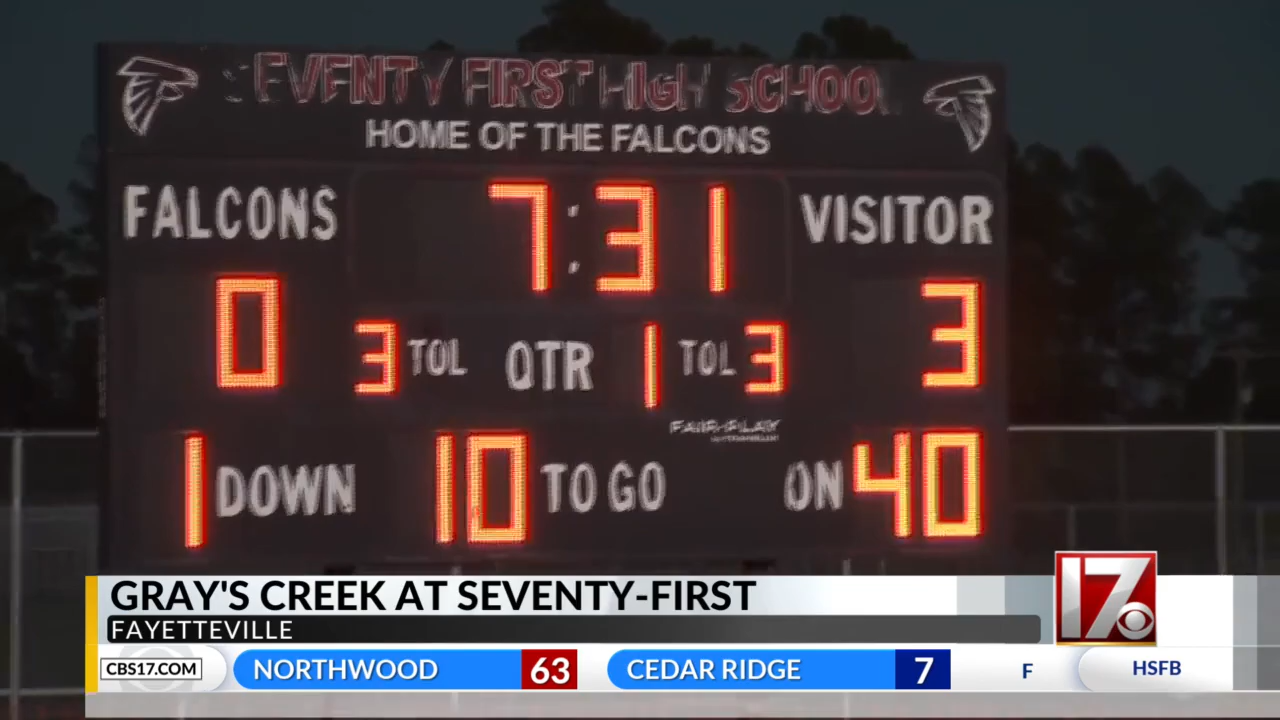 SEVENTY FIRST HIGH SCHOOL
HOME OF THE FALCONS
FALCONS 7:31 VISITOR
0 3 TOL QTR 1 TOL 3 3
FAIR-PLAY
1 DOWN 10 TO GO ON 40
GRAY'S CREEK AT SEVENTY-FIRST
17
FAYETTEVILLE
CBS17.COM NORTHWOOD 63 CEDAR RIDGE 7 F HSFB